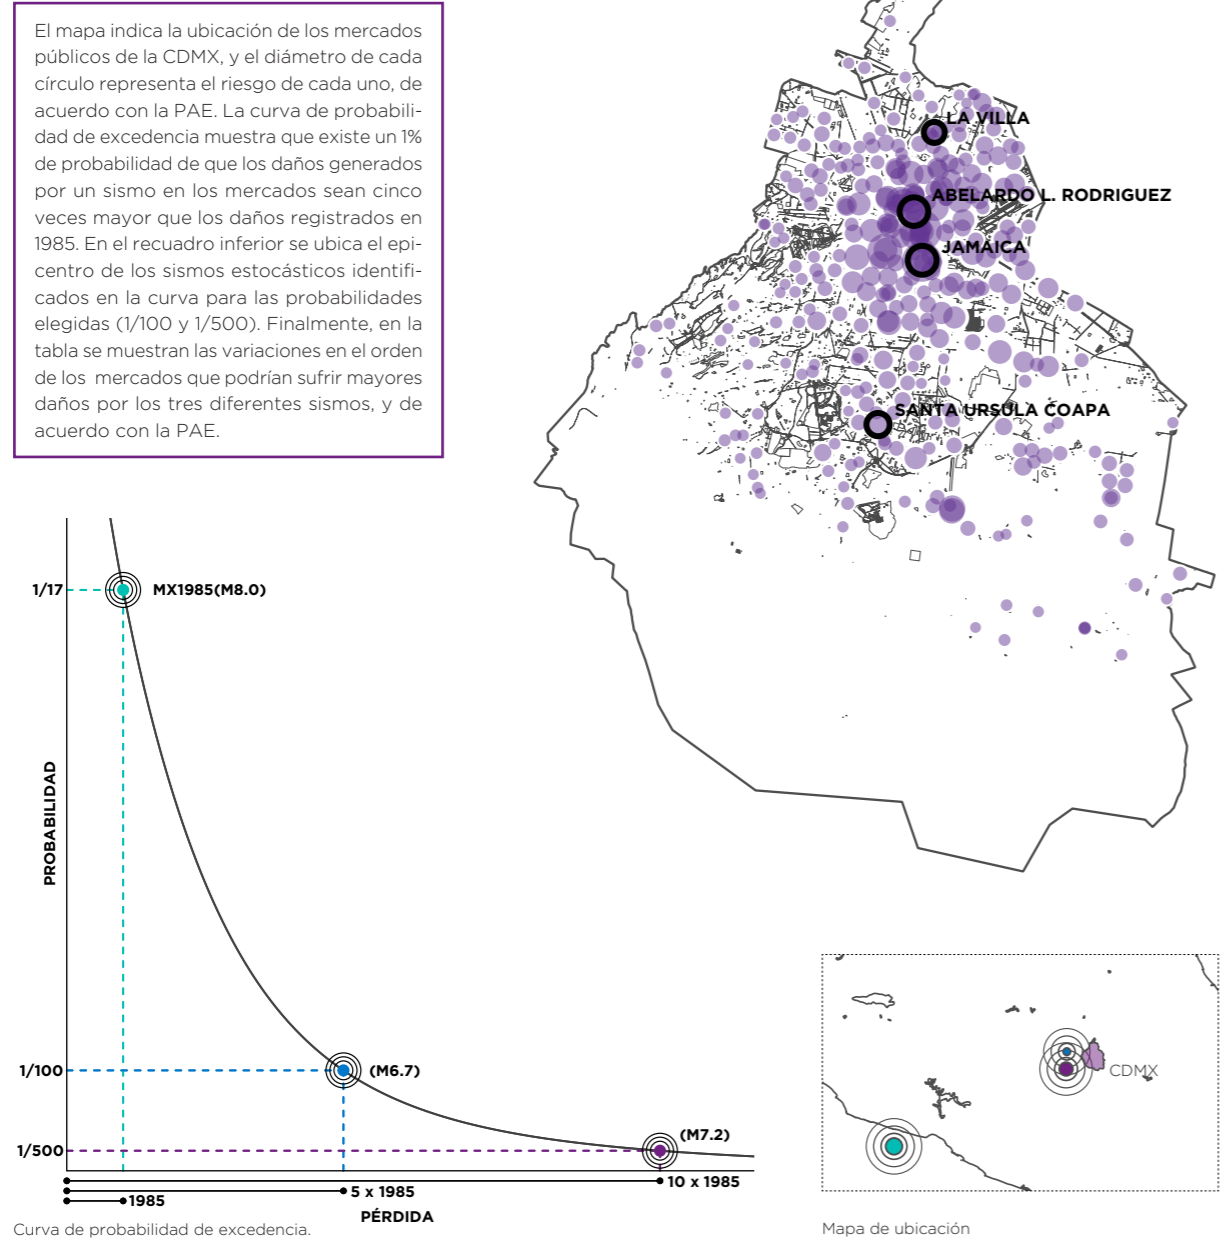 El mapa indica la ubicación de los mercados
públicos de la CDMX, y el diámetro de cada
círculo representa el riesgo de cada uno, de
acuerdo con la PAE. La curva de probabili-
dad de excedencia muestra que existe un 1%
de probabilidad de que los daños generados
por un sismo en los mercados sean cinco
veces mayor que los daños registrados en
1985. En el recuadro inferior se ubica el epi-
centro de los sismos estocásticos identifi-
cados en la curva para las probabilidades
elegidas (1/100 y 1/500). Finalmente, en la
tabla se muestran las variaciones en el orden
de los mercados que podrían sufrir mayores
daños por los tres diferentes sismos, y de
acuerdo con la PAE.
LA VILLA
ABELARDO L. RODRIGUEZ
JAMAICA
SANTA URSULA COAPA
PROBABILIDAD
1/17
MX1985(M8.0)
1/100
(M6.7)
1/500
(M7.2)
1985
5 x 1985
10 x 1985
PÉRDIDA
Curva de probabilidad de excedencia.
CDMX
Mapa de ubicación